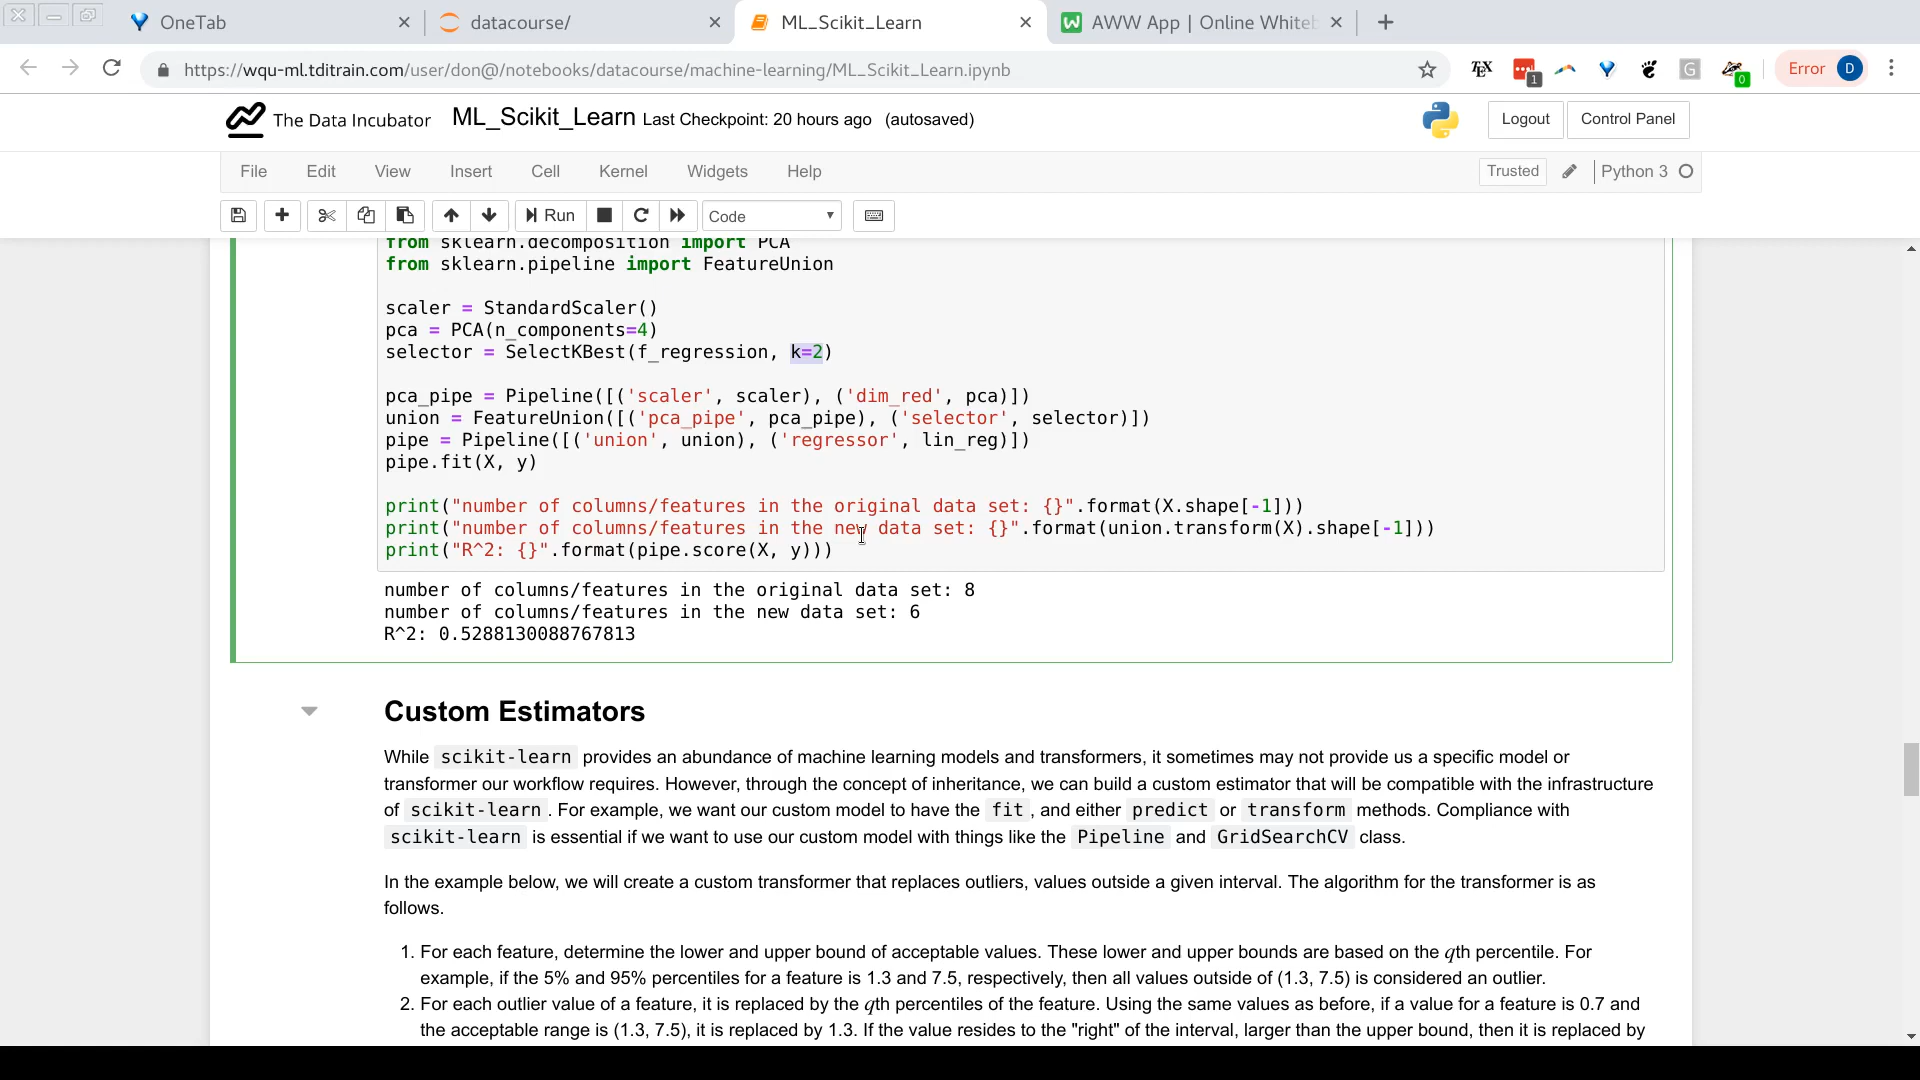 OneTab
datacourse/
ML_Scikit_Learn
AWW App | Online Whiteb
https://wqu-ml.tditrain.com/user/don@/notebooks/datacourse/machine-learning/ML_Scikit_Learn.ipynb
TEX
1
G
0
Error D
The Data Incubator
ML_Scikit_Learn Last Checkpoint: 20 hours ago (autosaved)
Logout
Control Panel
File Edit View Insert Cell Kernel Widgets Help
Trusted
Python 3
Run
Code
from sklearn.decomposition import PCA
from sklearn.pipeline import FeatureUnion
scaler = StandardScaler()
pca = PCA(n_components=4)
selector = SelectKBest(f_regression, k=2)
pca_pipe = Pipeline([('scaler', scaler), ('dim_red', pca)])
union = FeatureUnion([('pca_pipe', pca_pipe), ('selector', selector)])
pipe = Pipeline([('union', union), ('regressor', lin_reg)])
pipe.fit(X, y)
print("number of columns/features in the original data set: {}".format(X.shape[-1]))
print("number of columns/features in the new data set: {}".format(union.transform(X).shape[-1]))
print("R^2: {}".format(pipe.score(X, y)))
number of columns/features in the original data set: 8
number of columns/features in the new data set: 6
R^2: 0.5288130088767813
Custom Estimators
While scikit-learn provides an abundance of machine learning models and transformers, it sometimes may not provide us a specific model or
transformer our workflow requires. However, through the concept of inheritance, we can build a custom estimator that will be compatible with the infrastructure
of scikit-learn . For example, we want our custom model to have the fit , and either predict or transform methods. Compliance with
scikit-learn is essential if we want to use our custom model with things like the Pipeline and GridSearchCV class.
In the example below, we will create a custom transformer that replaces outliers, values outside a given interval. The algorithm for the transformer is as
follows.
1. For each feature, determine the lower and upper bound of acceptable values. These lower and upper bounds are based on the qth percentile. For
example, if the 5% and 95% percentiles for a feature is 1.3 and 7.5, respectively, then all values outside of (1.3, 7.5) is considered an outlier.
2. For each outlier value of a feature, it is replaced by the qth percentiles of the feature. Using the same values as before, if a value for a feature is 0.7 and
the acceptable range is (1.3, 7.5), it is replaced by 1.3. If the value resides to the "right" of the interval, larger than the upper bound, then it is replaced by